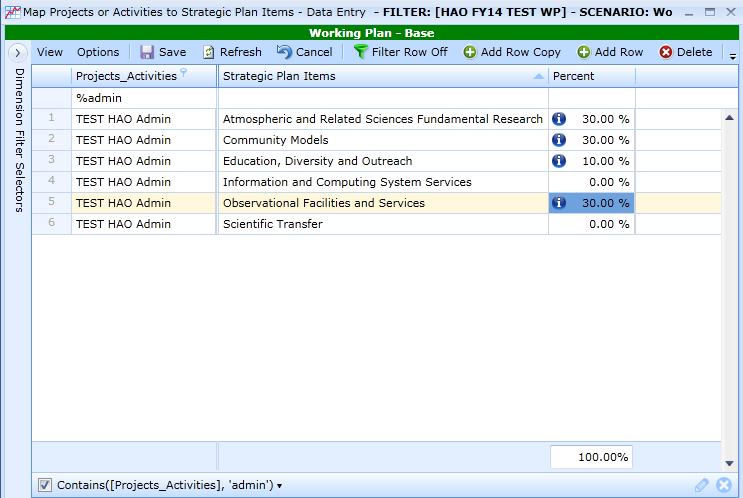 Map Projects or Activities to Strategic Plan Items - Data Entry - FILTER: [HAO FY14 TEST WP] - SCENARIO: Wo
Working Plan - Base
View Options Save Refresh Cancel Filter Row Off Add Row Copy Add Row Delete
Dimension Filter Selectors
Projects_Activities Strategic Plan Items Percent
%admin
1 TEST HAO Admin Atmospheric and Related Sciences Fundamental Research 30.00 %
2 TEST HAO Admin Community Models 30.00 %
3 TEST HAO Admin Education, Diversity and Outreach 10.00 %
4 TEST HAO Admin Information and Computing System Services 0.00 %
5 TEST HAO Admin Observational Facilities and Services 30.00 %
6 TEST HAO Admin Scientific Transfer 0.00 %
100.00%
Contains([Projects_Activities], 'admin')